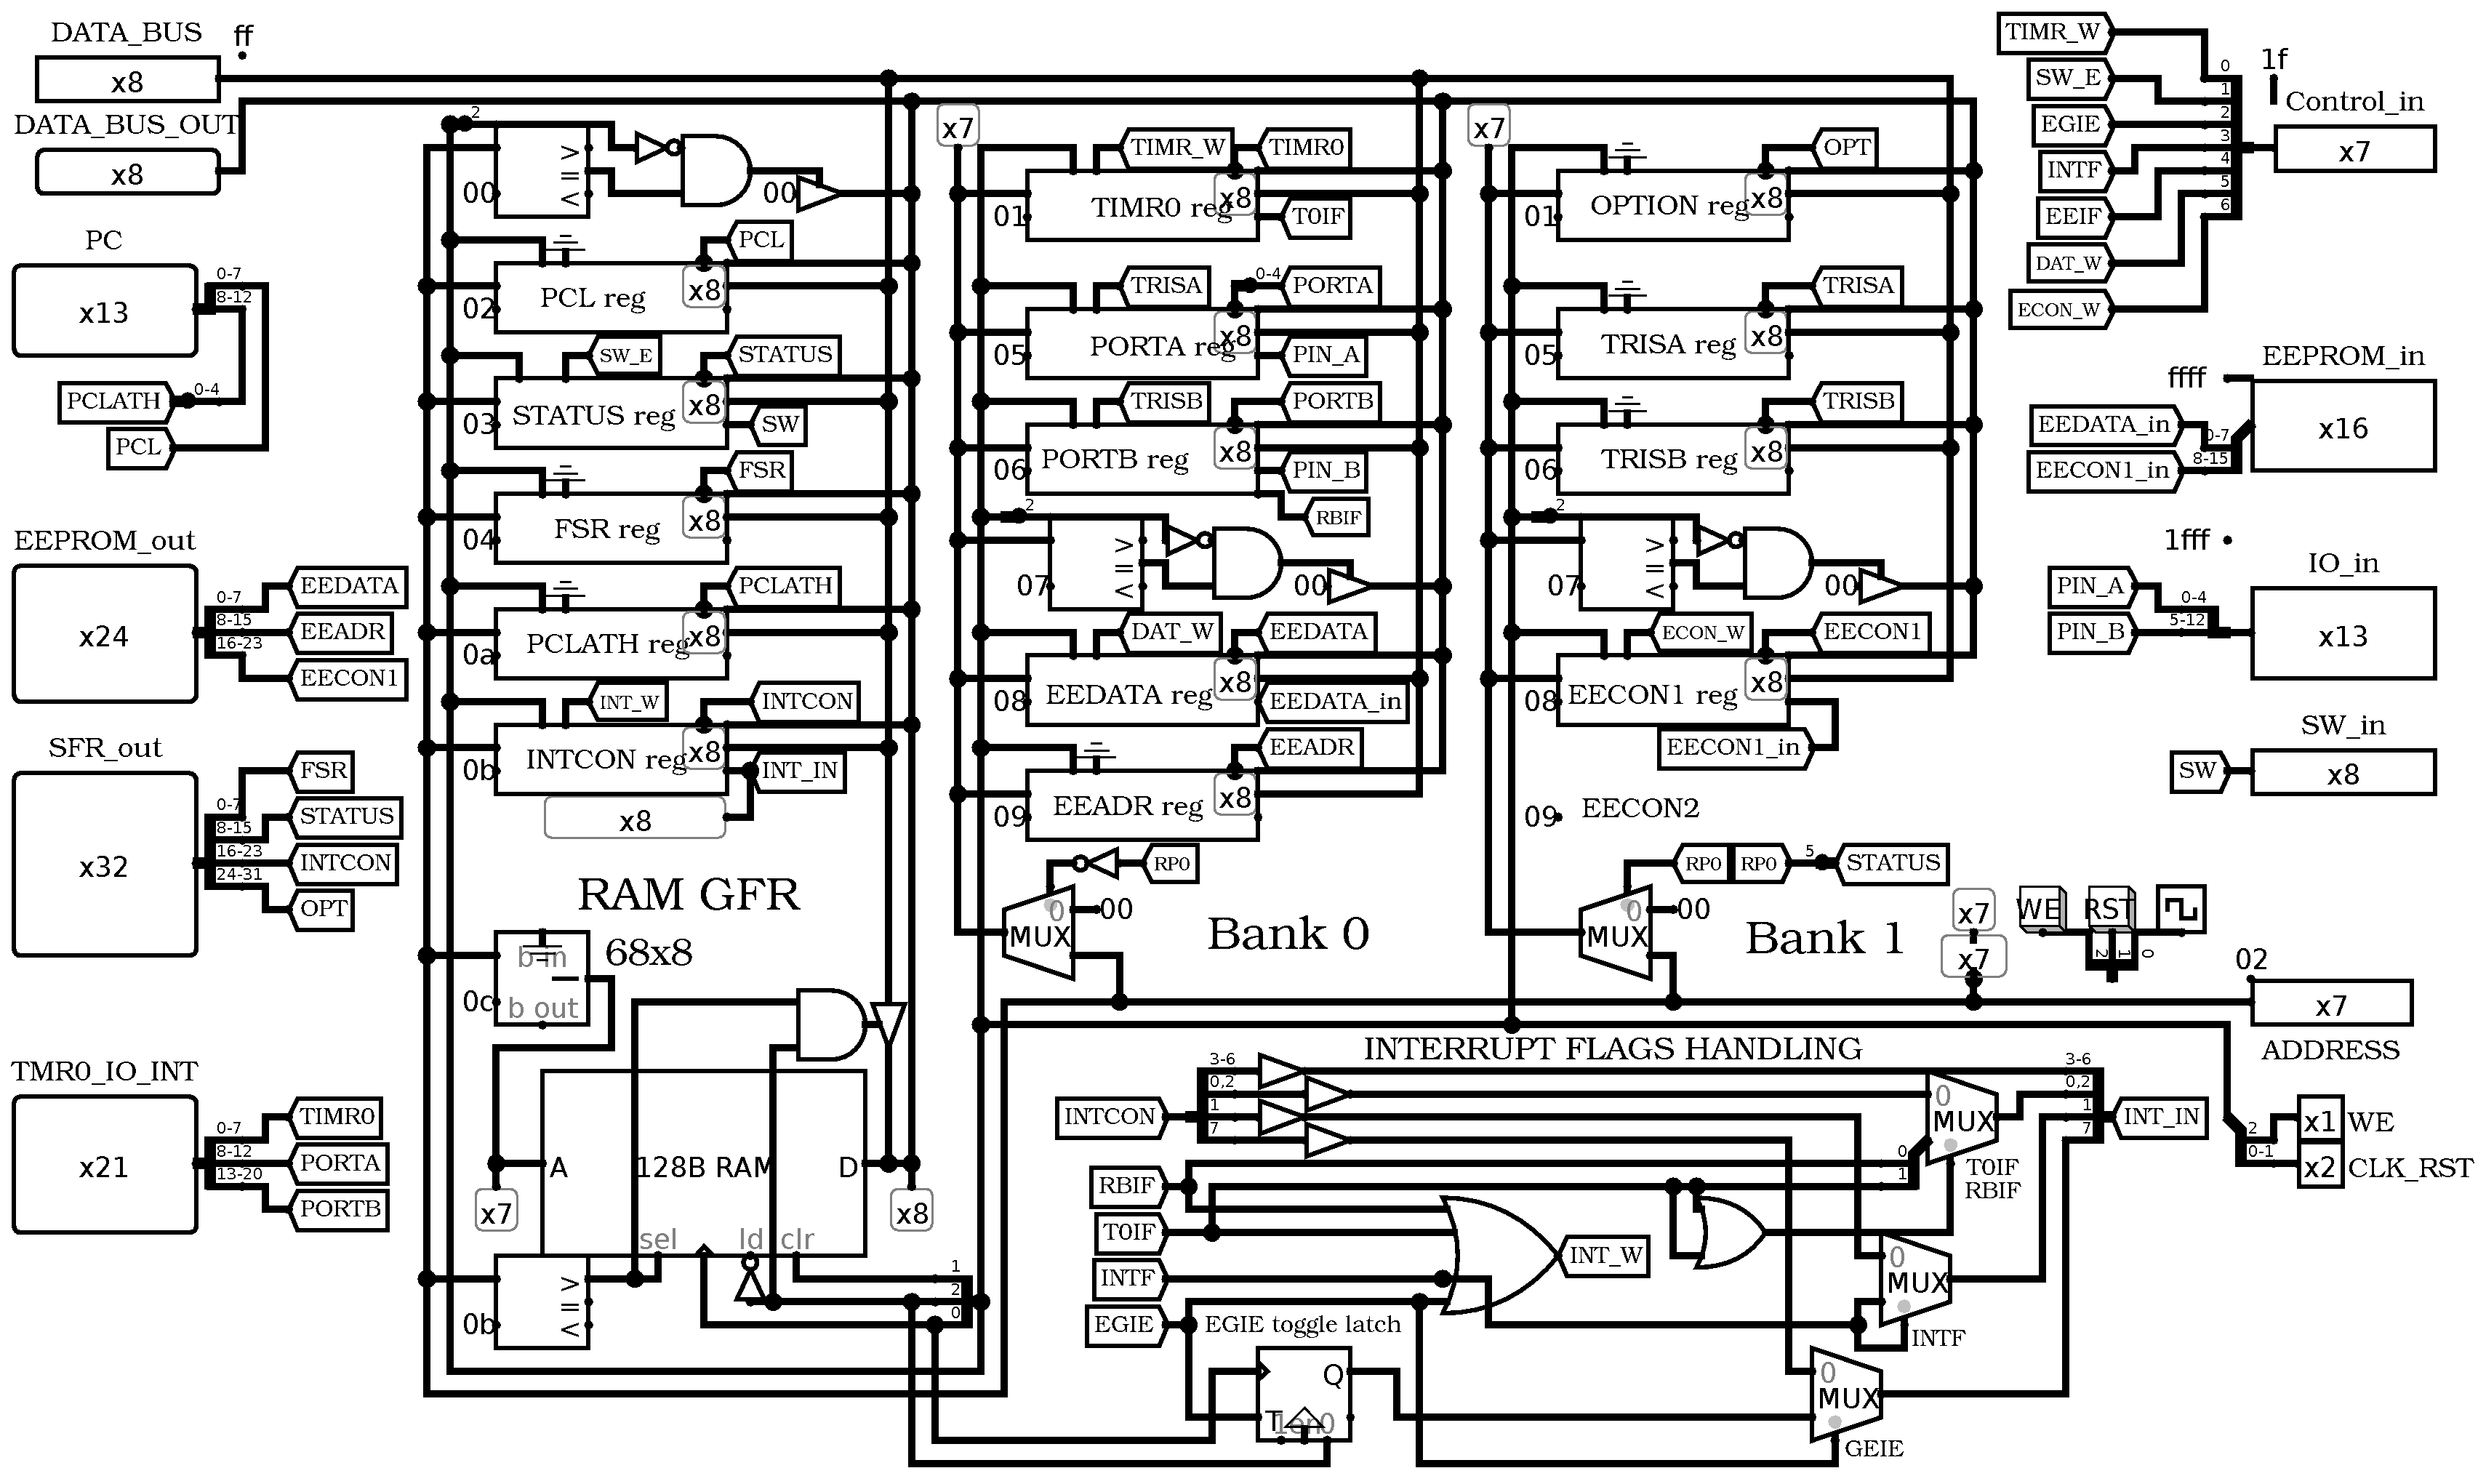 DATA_BUS
ff
x8
DATA_BUS_OUT
x8
PC
x13
0-7
8-12
PCLATH
0-4
PCL
EEPROM_out
x24
0-7
8-15
16-23
EEDATA
EEADR
EECON1
SFR_out
x32
0-7
8-15
16-23
24-31
FSR
STATUS
INTCON
OPT
TMR0_IO_INT
x21
0-7
8-12
13-20
TIMR0
PORTA
PORTB
2
00
>
=
<
00
PCL
02
PCL reg
x8
SW_E
STATUS
03
STATUS reg
x8
SW
FSR
04
FSR reg
x8
PCLATH
0a
PCLATH reg
x8
INT_W
INTCON
0b
INTCON reg
x8
INT_IN
x8
RAM GFR
68x8
b in
0c
b out
A
128B RAM
D
x7
x8
sel
ld
clr
0b
>
=
<
1
2
0
x7
TIMR_W
TIMR0
01
TIMR0 reg
x8
T0IF
TRISA
0-4
PORTA
05
PORTA reg
x8
PIN_A
TRISB
PORTB
06
PORTB reg
x8
PIN_B
RBIF
2
07
>
=
<
00
DAT_W
EEDATA
08
EEDATA reg
x8
EEDATA_in
EEADR
09
EEADR reg
x8
RP0
0
00
MUX
Bank 0
x7
OPT
01
OPTION reg
x8
TRISA
05
TRISA reg
x8
TRISB
06
TRISB reg
x8
2
07
>
=
<
00
ECON_W
EECON1
08
EECON1 reg
x8
EECON1_in
09
EECON2
RP0
RP0
5
STATUS
0
00
MUX
Bank 1
x7
x7
WE
RST
2
1
0
TIMR_W
SW_E
EGIE
INTF
EEIF
DAT_W
ECON_W
0
1
2
3
4
5
6
1f
Control_in
x7
EEPROM_in
ffff
x16
EEDATA_in
0-7
EECON1_in
8-15
1fff
IO_in
PIN_A
0-4
PIN_B
5-12
x13
SW_in
SW
x8
02
x7
ADDRESS
2
0-1
x1
WE
x2
CLK_RST
INTERRUPT FLAGS HANDLING
INTCON
3-6
0,2
1
7
0
MUX
0
1
T0IF
RBIF
3-6
0,2
1
7
INT_IN
RBIF
T0IF
INTF
EGIE
INT_W
EGIE toggle latch
Q
T
1en0
0
MUX
INTF
0
MUX
GEIE